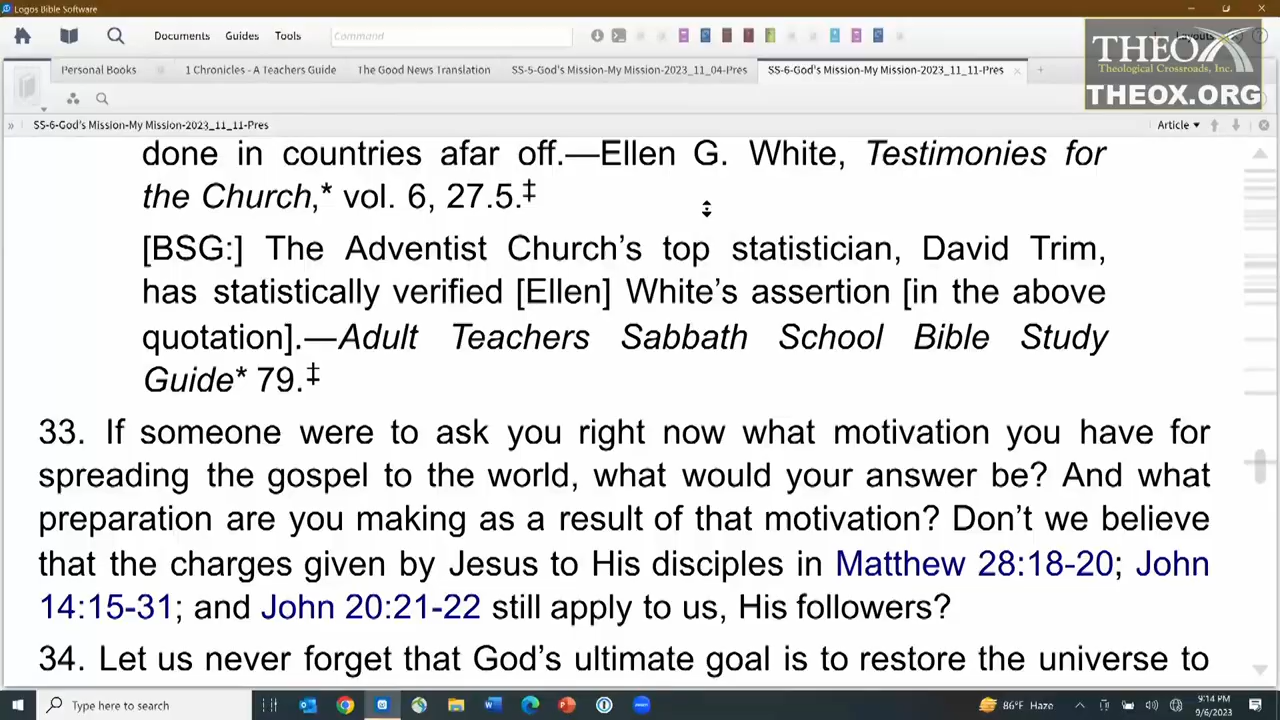 Logos Bible Software
Documents Guides Tools Command Layouts
THEOX
Theological Crossroads, Inc.
THEOX.ORG
Personal Books 1 Chronicles - A Teachers Guide The Good News Bible SS-5-God's Mission-My Mission-2023_11_04-Pres SS-6-God's Mission-My Mission-2023_11_11-Pres
» SS-6-God's Mission-My Mission-2023_11_11-Pres Article
done in countries afar off.—Ellen G. White, Testimonies for
the Church,* vol. 6, 27.5.‡
[BSG:] The Adventist Church’s top statistician, David Trim,
has statistically verified [Ellen] White’s assertion [in the above
quotation].—Adult Teachers Sabbath School Bible Study
Guide* 79.‡
33. If someone were to ask you right now what motivation you have for
spreading the gospel to the world, what would your answer be? And what
preparation are you making as a result of that motivation? Don’t we believe
that the charges given by Jesus to His disciples in Matthew 28:18-20; John
14:15-31; and John 20:21-22 still apply to us, His followers?
34. Let us never forget that God’s ultimate goal is to restore the universe to
Type here to search 86°F Haze 9:14 PM
9/6/2023